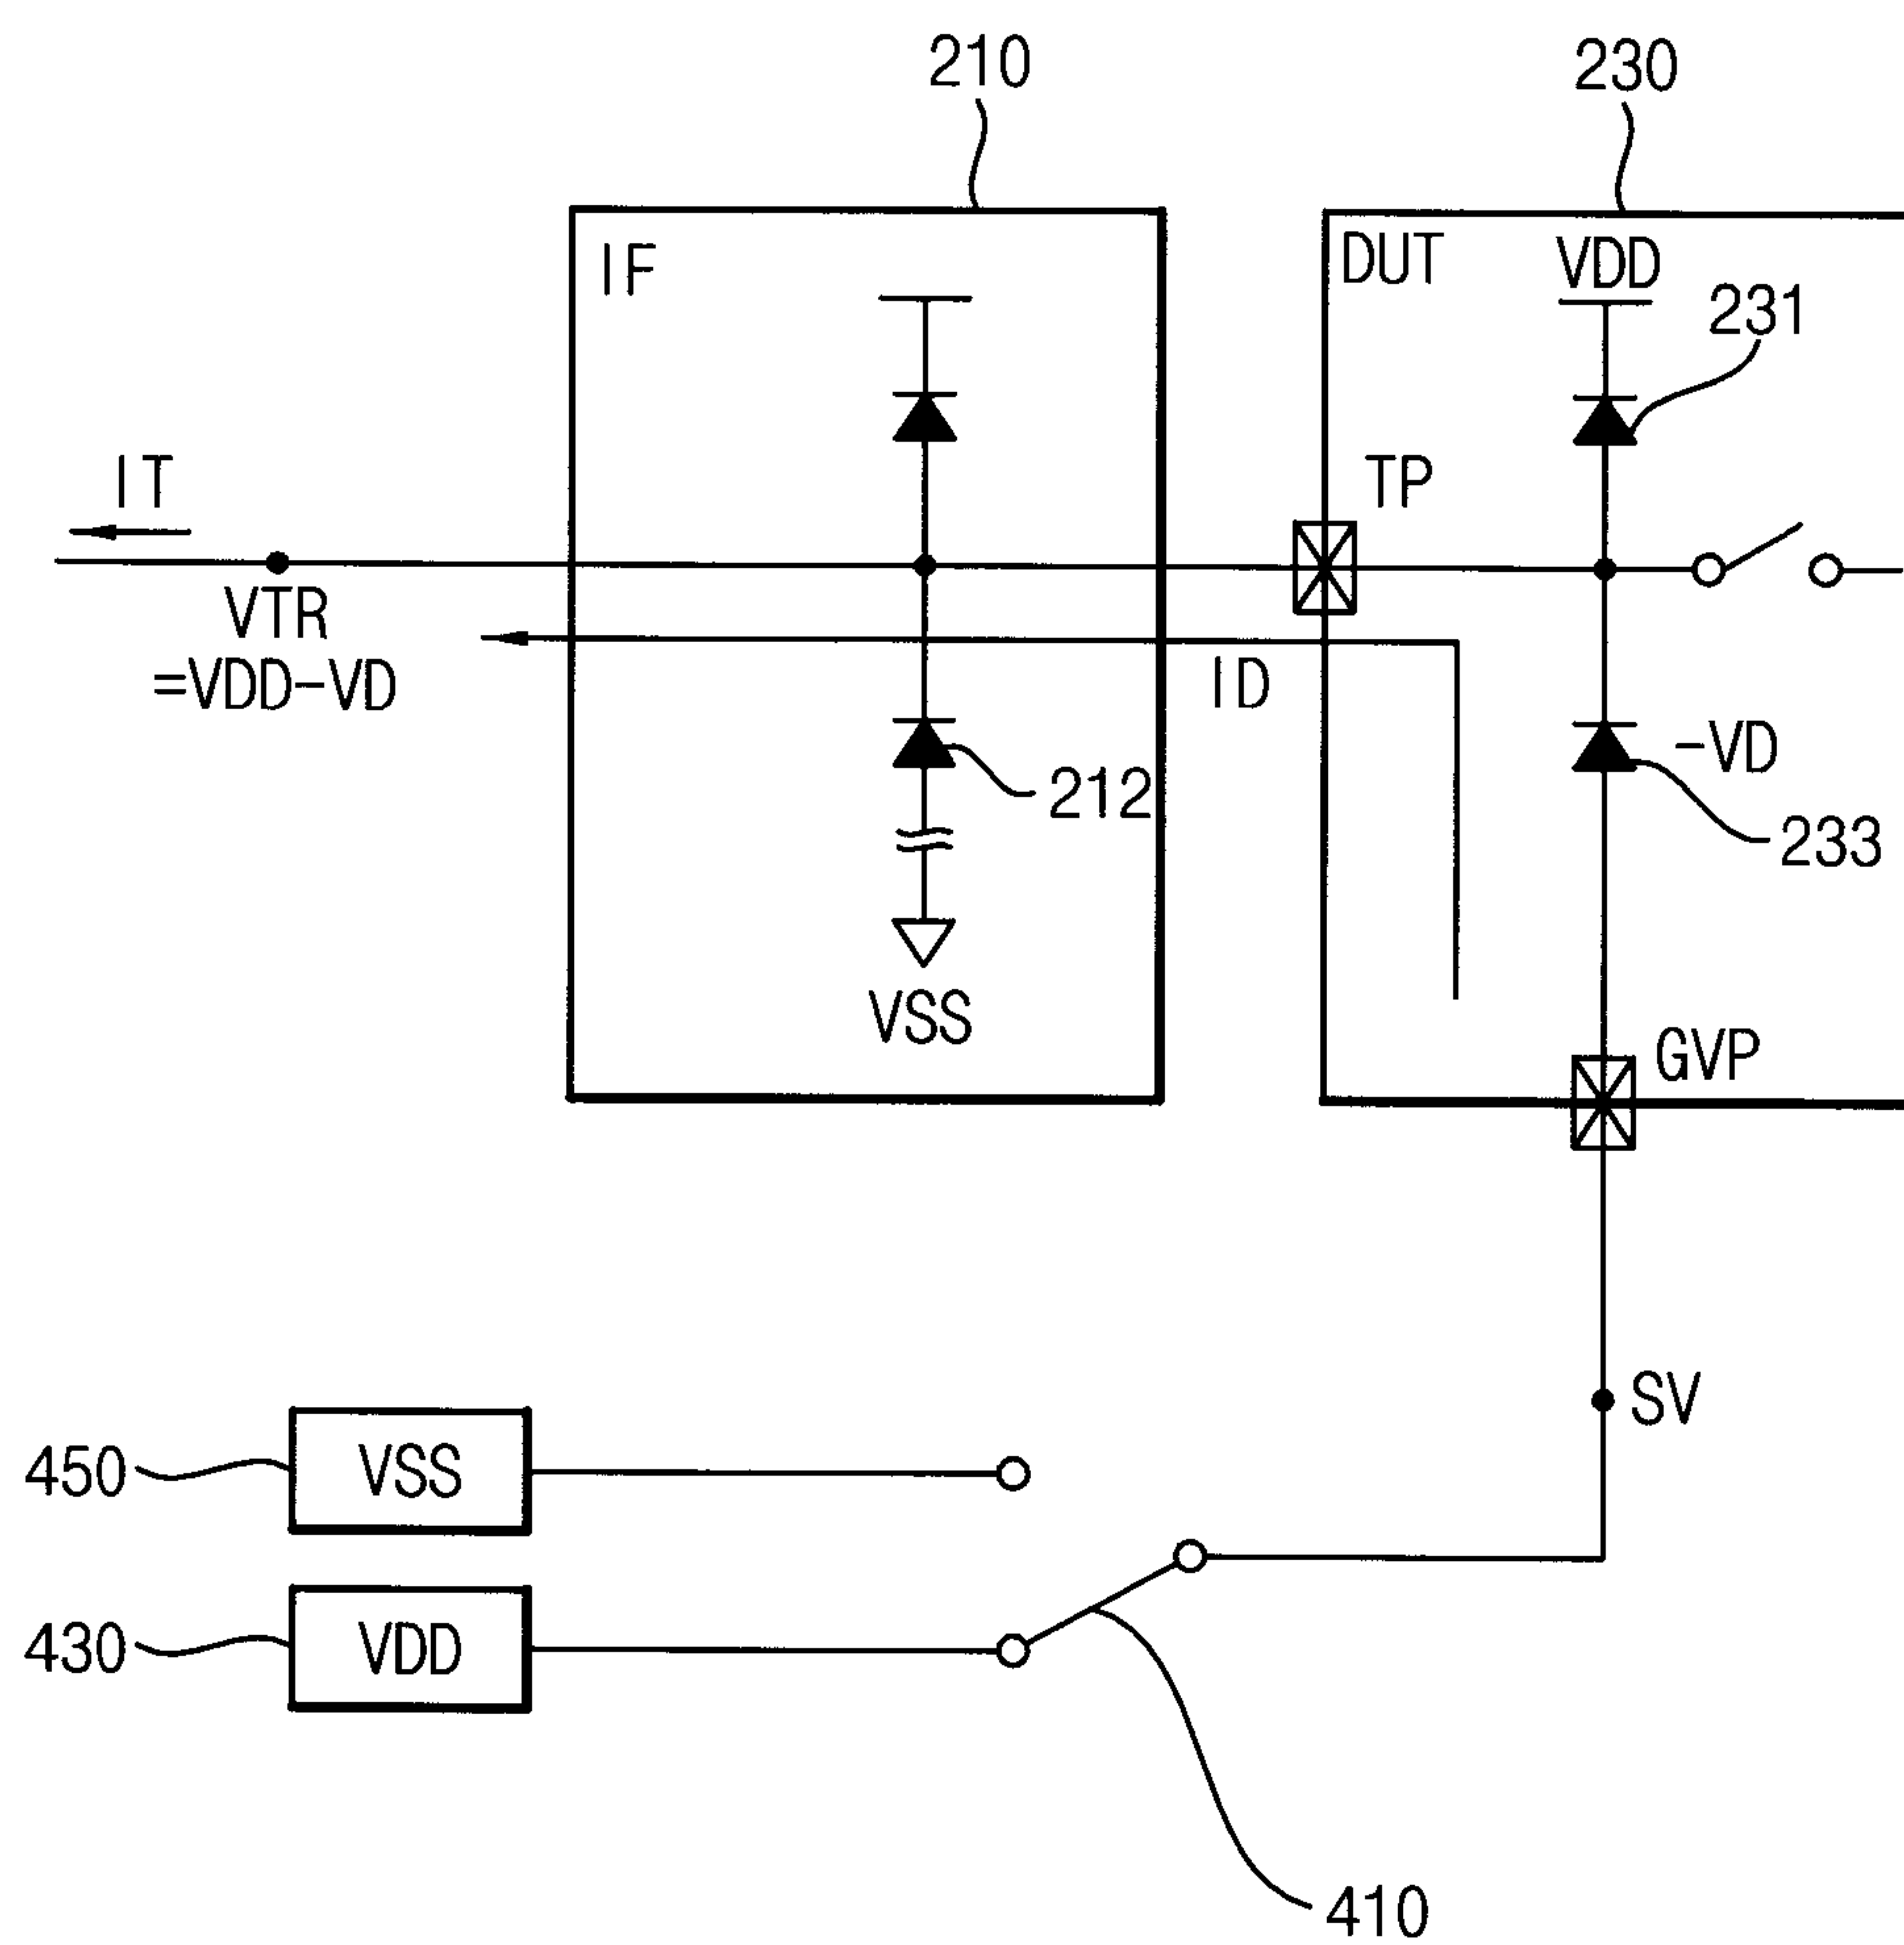 210
230
IF
DUT
VDD
231
IT
TP
VTR
=VDD-VD
ID
-VD
212
233
VSS
GVP
SV
450
VSS
430
VDD
410